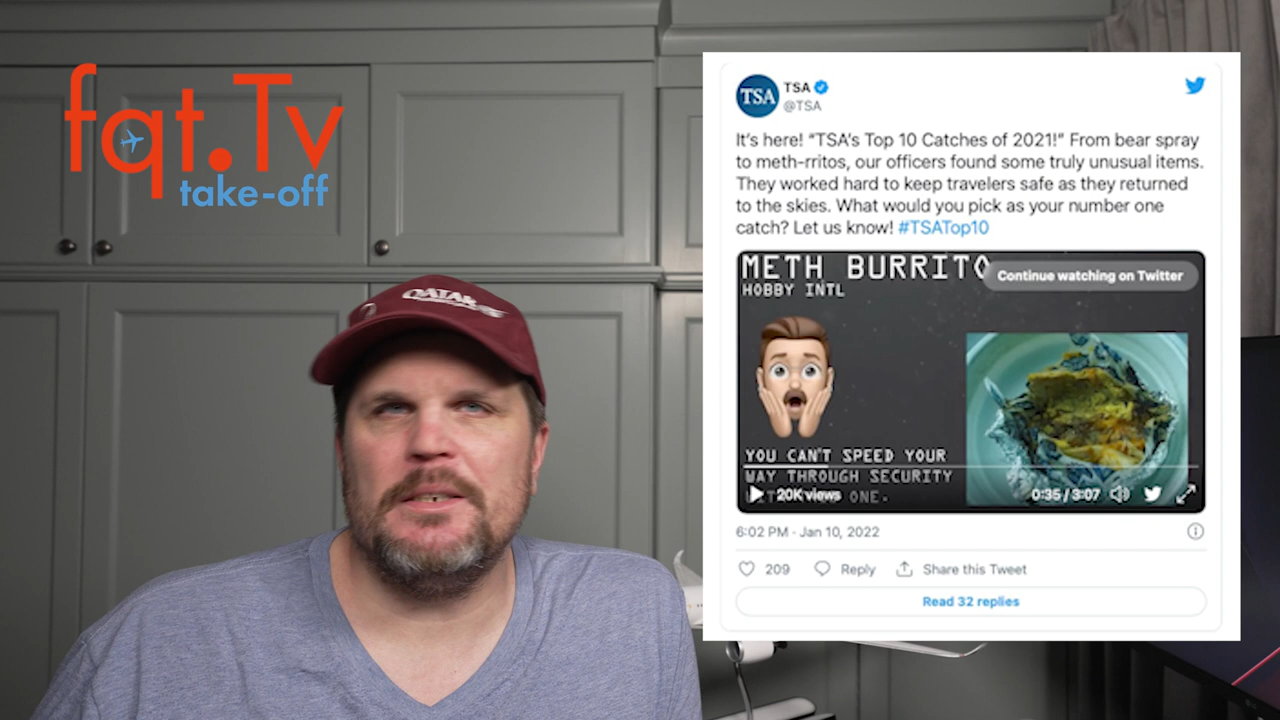 fqt.Tv
take-off
QATAR
TSA
TSA
@TSA
It's here! “TSA's Top 10 Catches of 2021!” From bear spray
to meth-rritos, our officers found some truly unusual items.
They worked hard to keep travelers safe as they returned
to the skies. What would you pick as your number one
catch? Let us know! #TSATop10
METH BURRITO
Continue watching on Twitter
HOBBY INTL
YOU CAN'T SPEED YOUR
WAY THROUGH SECURITY
ONE.
20K views
0:35 / 3:07
6:02 PM · Jan 10, 2022
209
Reply
Share this Tweet
Read 32 replies